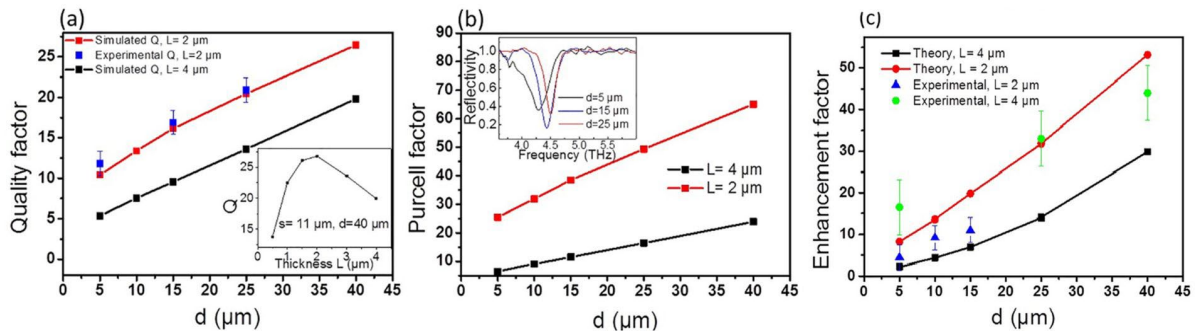 (a)
Simulated Q, L= 2 µm
Experimental Q, L=2 µm
Simulated Q, L= 4 µm
Quality factor
25
20
15
10
5
0
25
20
15
Q
s= 11 µm, d=40 µm
0 1 2 3 4
Thickness L (µm)
0 5 10 15 20 25 30 35 40 45
d (µm)
(b)
Purcell factor
90
80
70
60
50
40
30
20
10
Reflectivity
1.0
0.8
0.6
0.4
0.2
d=5 µm
d=15 µm
d=25 µm
4.0 4.5 5.0 5.5
Frequency (THz)
L= 4 µm
L= 2 µm
0 5 10 15 20 25 30 35 40 45
d (µm)
(c)
Theory, L= 4 µm
Theory, L = 2 µm
Experimental, L= 2 µm
Experimental, L= 4 µm
Enhancement factor
50
40
30
20
10
0
0 5 10 15 20 25 30 35 40 45
d (µm)